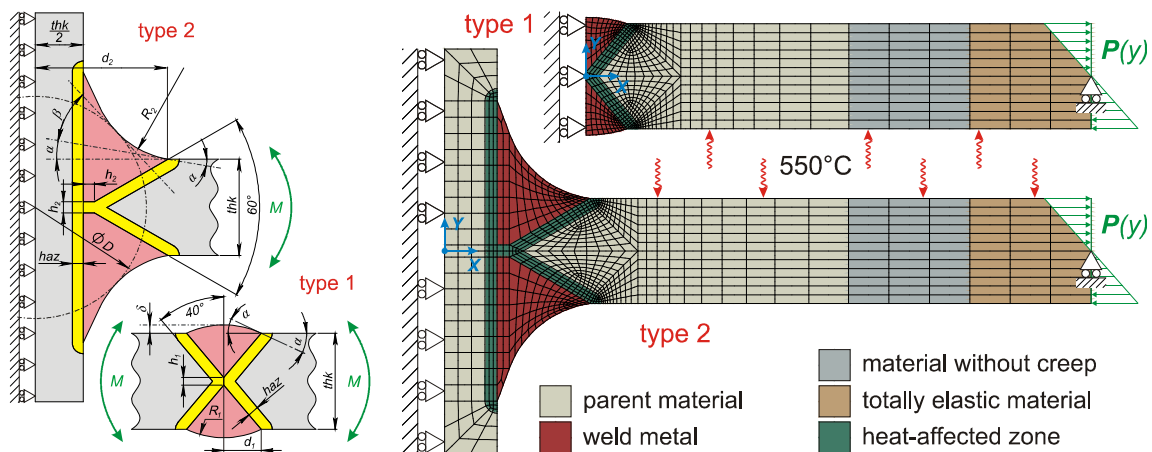 thk
2
type 2
d₂
β
R₂
α
α
h₂
h₂
M
thk
60°
ØD
haz
type 1
δ
40°
α
α
h₁
M
M
haz
thk
R₁
d₁
type 1
Y
X
P(y)
550°C
Y
X
P(y)
type 2
parent material
weld metal
material without creep
totally elastic material
heat-affected zone